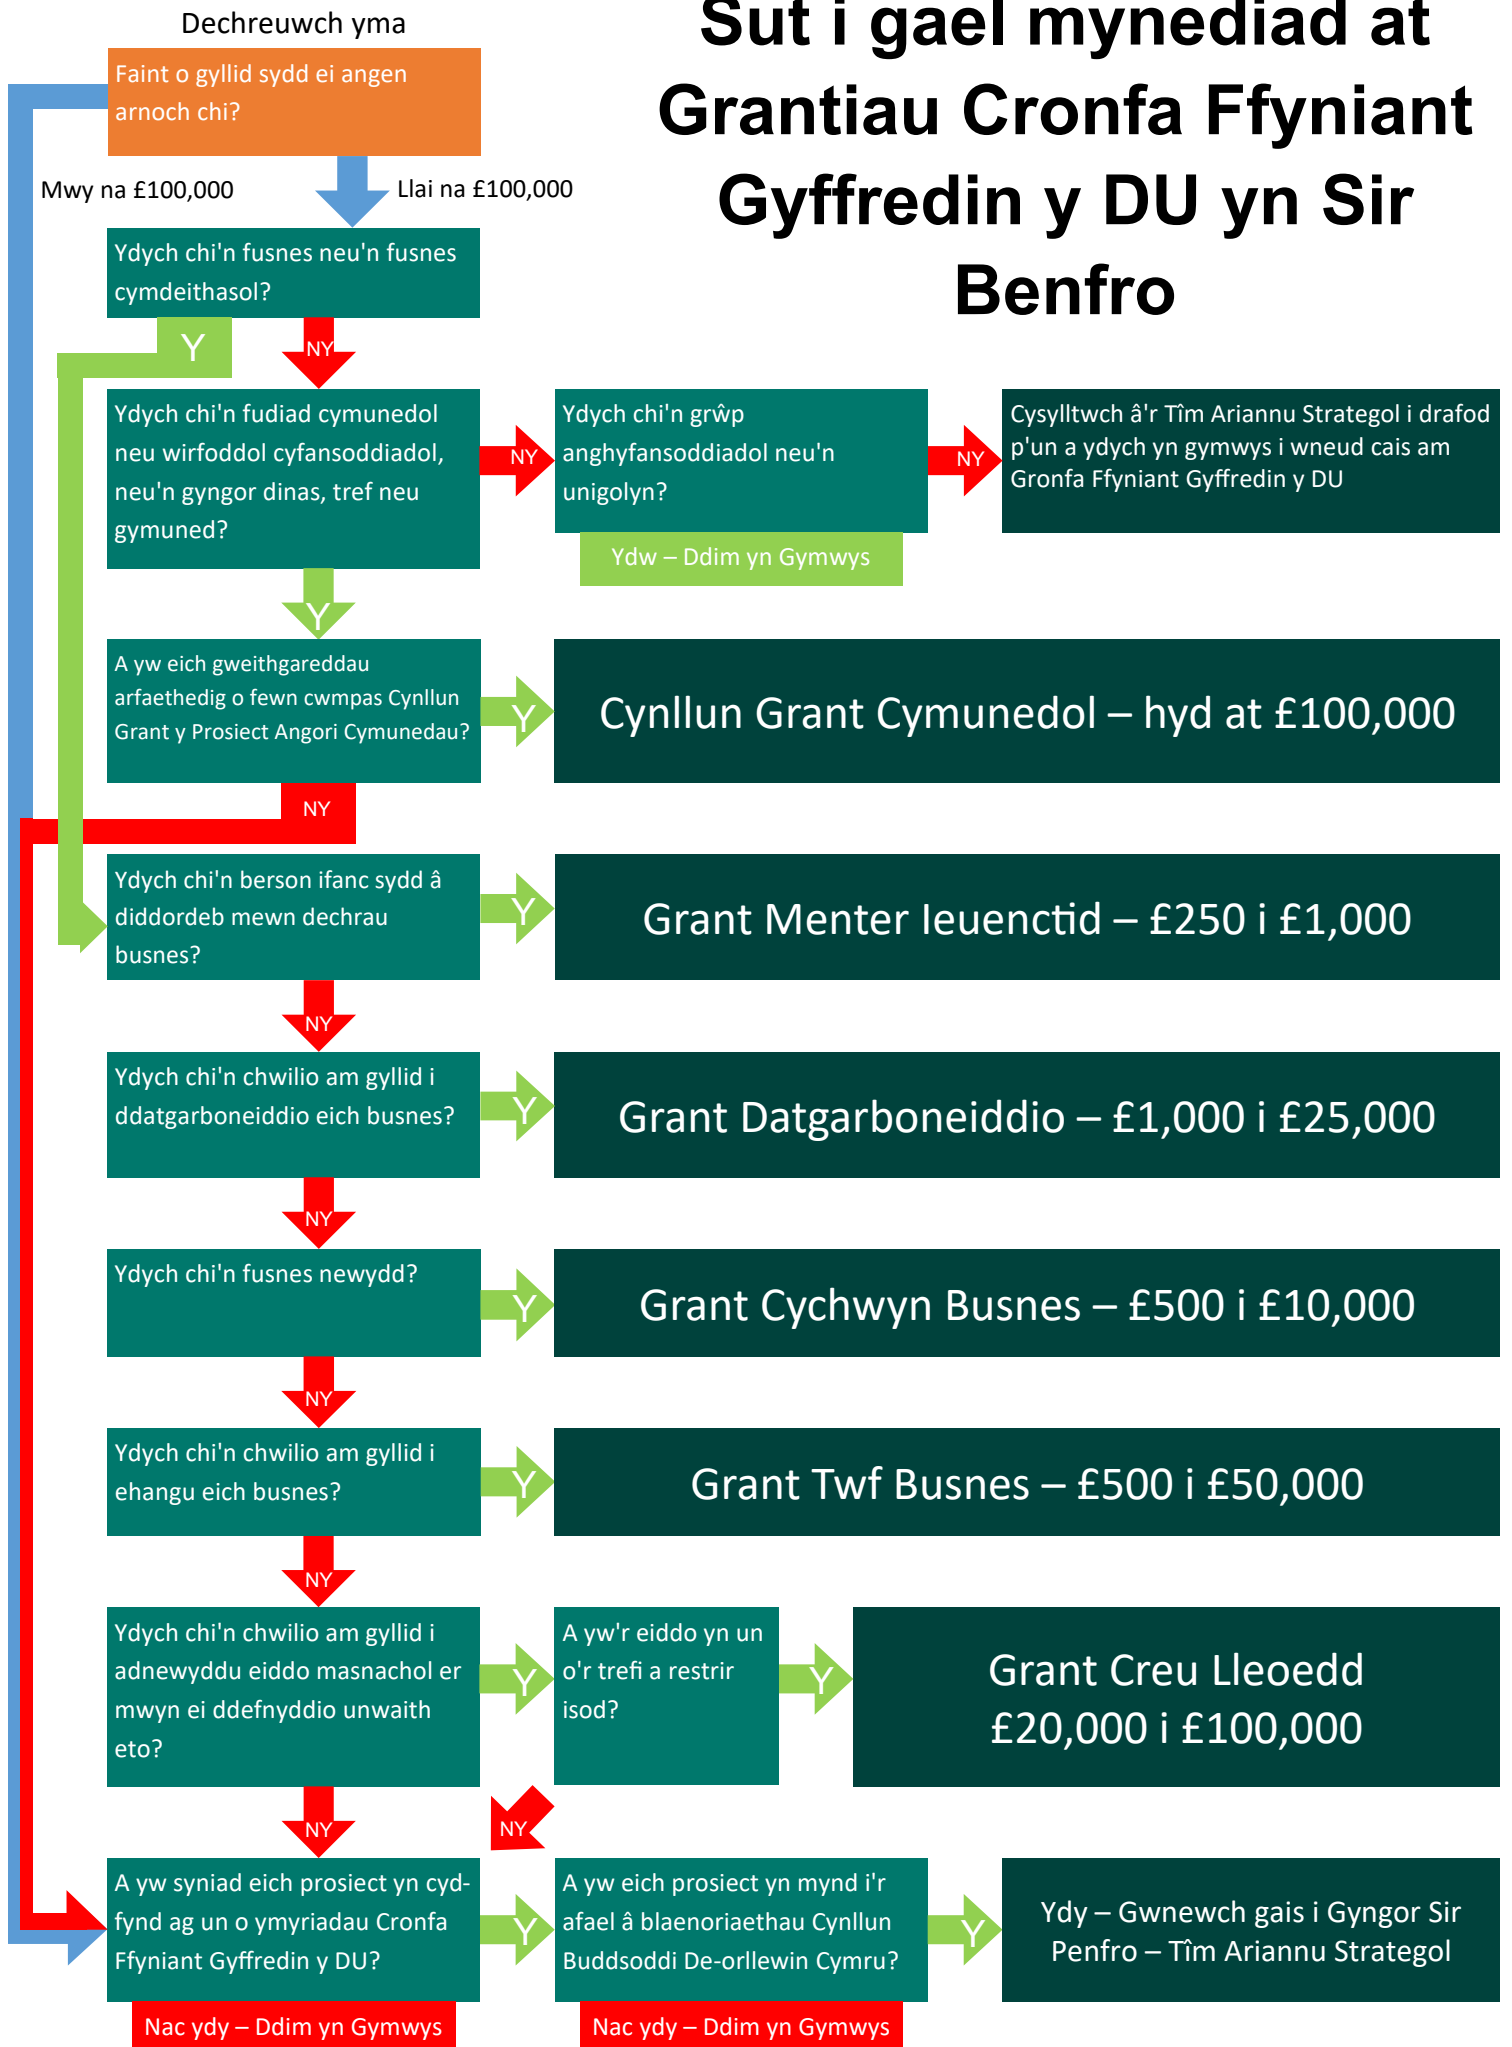 Sut i gael mynediad at
Grantiau Cronfa Ffyniant
Gyffredin y DU yn Sir
Benfro
Dechreuwch yma
Faint o gyllid sydd ei angen
arnoch chi?
Mwy na £100,000
Llai na £100,000
Ydych chi'n fusnes neu'n fusnes
cymdeithasol?
Y
NY
Ydych chi'n fudiad cymunedol
neu wirfoddol cyfansoddiadol,
neu'n gyngor dinas, tref neu
gymuned?
NY
Ydych chi'n grŵp
anghyfansoddiadol neu'n
unigolyn?
NY
Cysylltwch â'r Tîm Ariannu Strategol i drafod
p'un a ydych yn gymwys i wneud cais am
Gronfa Ffyniant Gyffredin y DU
Ydw – Ddim yn Gymwys
Y
A yw eich gweithgareddau
arfaethedig o fewn cwmpas Cynllun
Grant y Prosiect Angori Cymunedau?
Y
Cynllun Grant Cymunedol – hyd at £100,000
NY
Ydych chi'n berson ifanc sydd â
diddordeb mewn dechrau
busnes?
Y
Grant Menter Ieuenctid – £250 i £1,000
NY
Ydych chi'n chwilio am gyllid i
ddatgarboneiddio eich busnes?
Y
Grant Datgarboneiddio – £1,000 i £25,000
NY
Ydych chi'n fusnes newydd?
Y
Grant Cychwyn Busnes – £500 i £10,000
NY
Ydych chi'n chwilio am gyllid i
ehangu eich busnes?
Y
Grant Twf Busnes – £500 i £50,000
NY
Ydych chi'n chwilio am gyllid i
adnewyddu eiddo masnachol er
mwyn ei ddefnyddio unwaith
eto?
Y
A yw'r eiddo yn un
o'r trefi a restrir
isod?
Y
Grant Creu Lleoedd
£20,000 i £100,000
NY
NY
A yw syniad eich prosiect yn cyd-
fynd ag un o ymyriadau Cronfa
Ffyniant Gyffredin y DU?
Y
A yw eich prosiect yn mynd i'r
afael â blaenoriaethau Cynllun
Buddsoddi De-orllewin Cymru?
Y
Ydy – Gwnewch gais i Gyngor Sir
Penfro – Tîm Ariannu Strategol
Nac ydy – Ddim yn Gymwys
Nac ydy – Ddim yn Gymwys